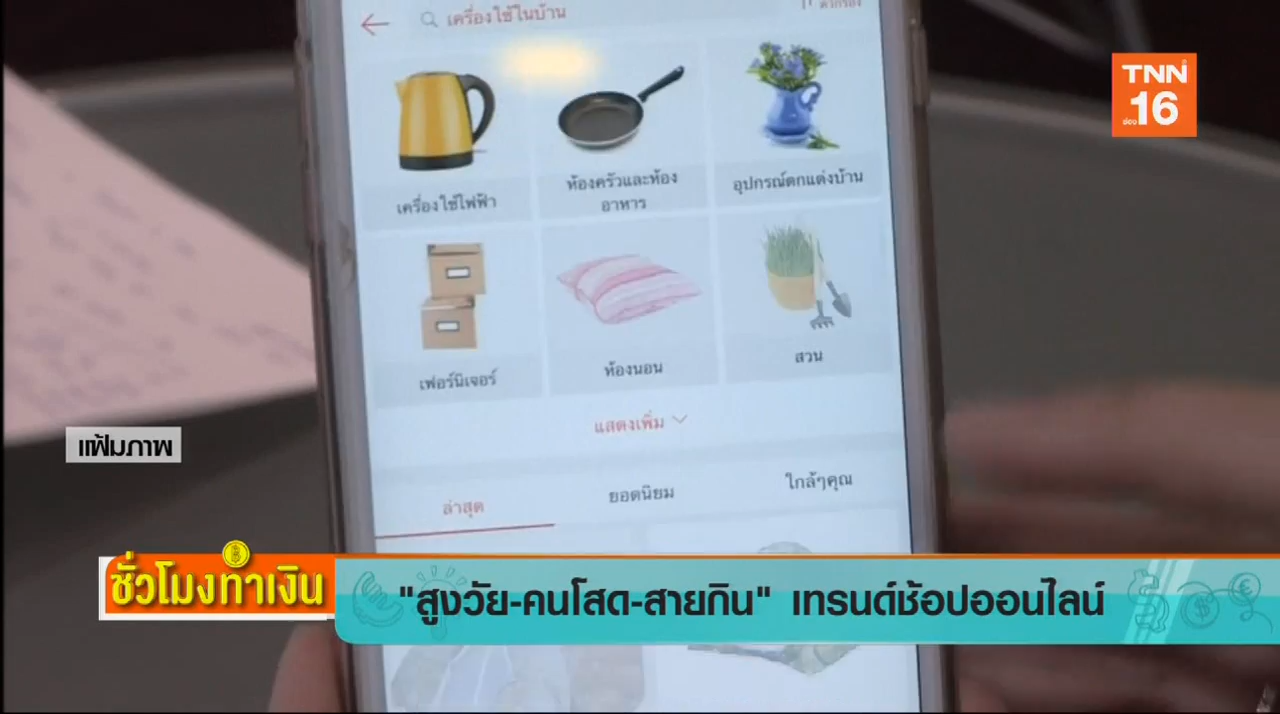 เครื่องใช้ในบ้าน
TNN
ช่อง 16
เครื่องใช้ไฟฟ้า
ห้องครัวและห้อง
อาหาร
อุปกรณ์ตกแต่งบ้าน
เฟอร์นิเจอร์
ห้องนอน
สวน
แสดงเพิ่ม
แฟ้มภาพ
ล่าสุด
ยอดนิยม
ใกล้ๆคุณ
ชั่วโมงทำเงิน
"สูงวัย-คนโสด-สายกิน" เทรนด์ช้อปออนไลน์